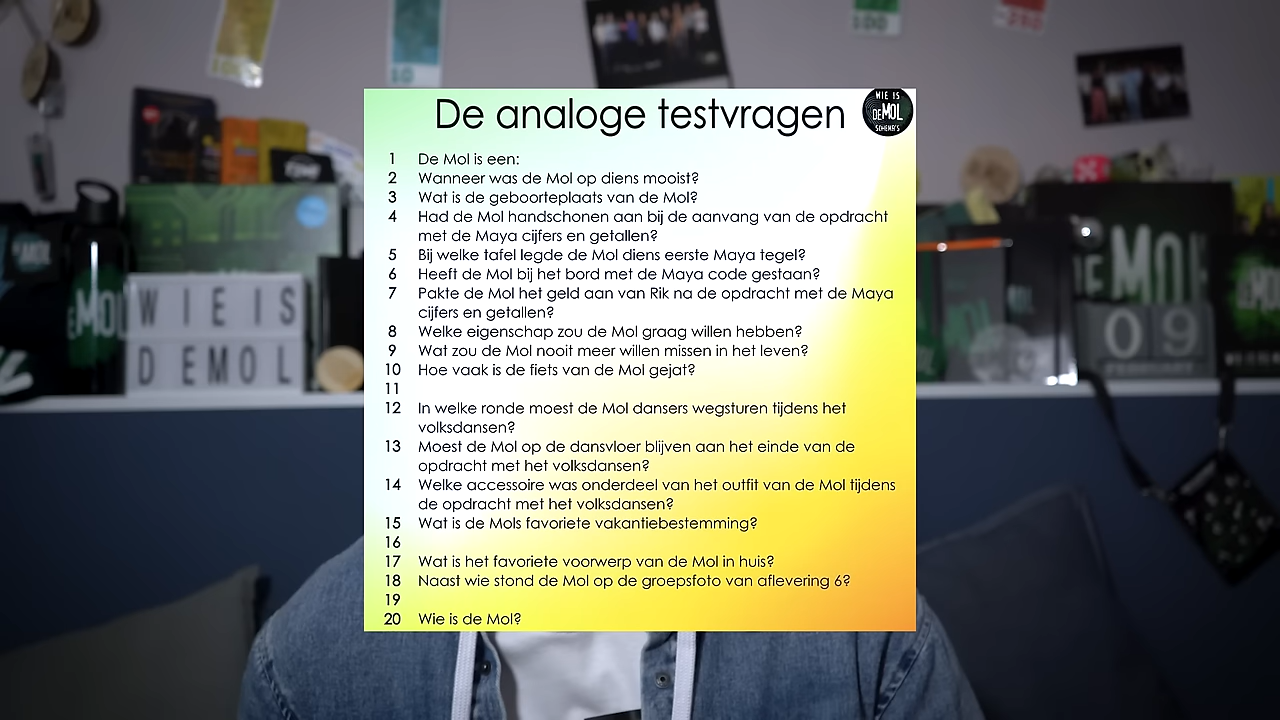 100
-250
10
De analoge testvragen
WIE IS
DE MOL
SCHEMA'S
1 De Mol is een:
2 Wanneer was de Mol op diens mooist?
3 Wat is de geboorteplaats van de Mol?
4 Had de Mol handschonen aan bij de aanvang van de opdracht
met de Maya cijfers en getallen?
5 Bij welke tafel legde de Mol diens eerste Maya tegel?
6 Heeft de Mol bij het bord met de Maya code gestaan?
7 Pakte de Mol het geld aan van Rik na de opdracht met de Maya
cijfers en getallen?
8 Welke eigenschap zou de Mol graag willen hebben?
9 Wat zou de Mol nooit meer willen missen in het leven?
10 Hoe vaak is de fiets van de Mol gejat?
11
12 In welke ronde moest de Mol dansers wegsturen tijdens het
volksdansen?
13 Moest de Mol op de dansvloer blijven aan het einde van de
opdracht met het volksdansen?
14 Welke accessoire was onderdeel van het outfit van de Mol tijdens
de opdracht met het volksdansen?
15 Wat is de Mols favoriete vakantiebestemming?
16
17 Wat is het favoriete voorwerp van de Mol in huis?
18 Naast wie stond de Mol op de groepsfoto van aflevering 6?
19
20 Wie is de Mol?
WIE IS
DEMOL
MOL
09
FEBRUARY